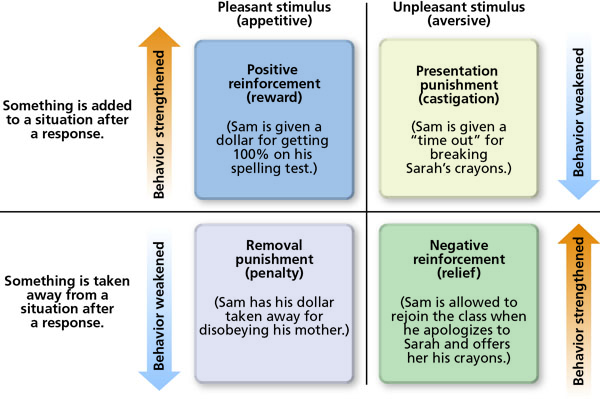 Pleasant stimulus
(appetitive)
Unpleasant stimulus
(aversive)
Something is added
to a situation after
a response.
Behavior strengthened
Positive
reinforcement
(reward)
(Sam is given a
dollar for getting
100% on his
spelling test.)
Presentation
punishment
(castigation)
(Sam is given a
“time out” for
breaking
Sarah’s crayons.)
Behavior weakened
Something is taken
away from a
situation after
a response.
Behavior weakened
Removal
punishment
(penalty)
(Sam has his dollar
taken away for
disobeying his mother.)
Negative
reinforcement
(relief)
(Sam is allowed to
rejoin the class when
he apologizes to
Sarah and offers
her his crayons.)
Behavior strengthened